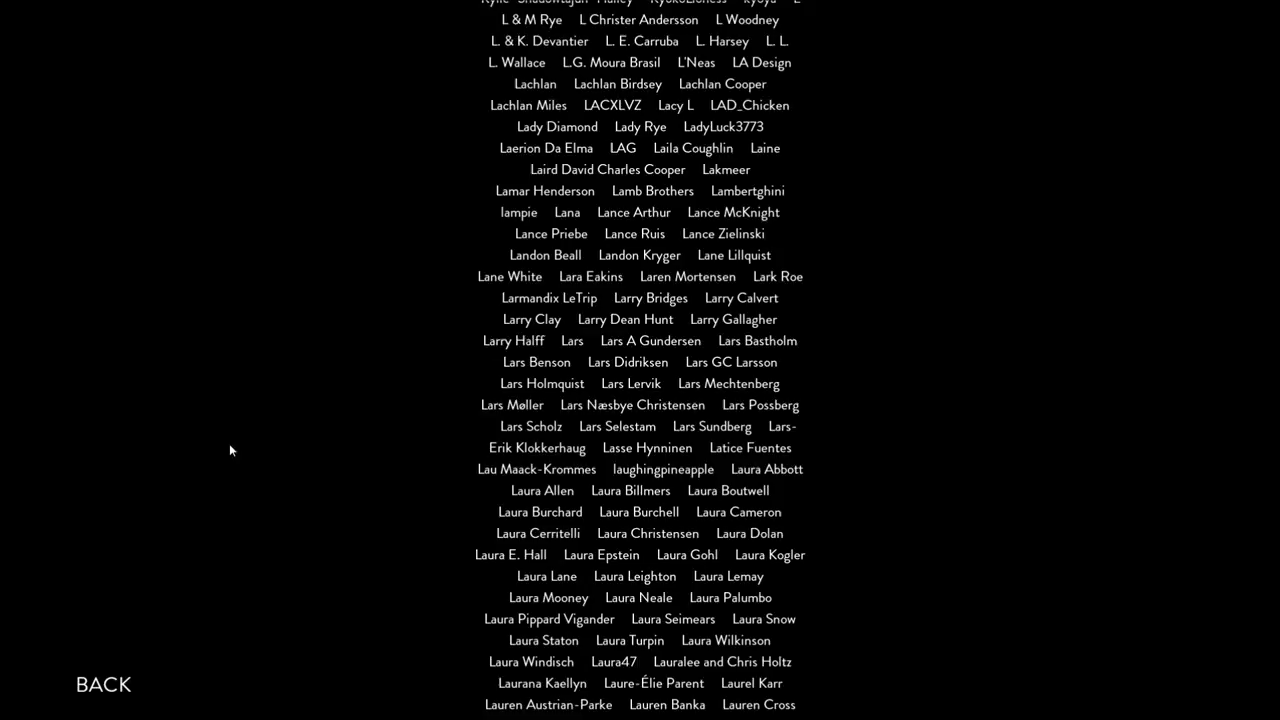 L & M Rye L Christer Andersson L Woodney
L. & K. Devantier L. E. Carruba L. Harsey L. L.
L. Wallace L.G. Moura Brasil L'Neas LA Design
Lachlan Lachlan Birdsey Lachlan Cooper
Lachlan Miles LACXLVZ Lacy L LAD_Chicken
Lady Diamond Lady Rye LadyLuck3773
Laerion Da Elma LAG Laila Coughlin Laine
Laird David Charles Cooper Lakmeer
Lamar Henderson Lamb Brothers Lambertghini
lampie Lana Lance Arthur Lance McKnight
Lance Priebe Lance Ruis Lance Zielinski
Landon Beall Landon Kryger Lane Lillquist
Lane White Lara Eakins Laren Mortensen Lark Roe
Larmandix LeTrip Larry Bridges Larry Calvert
Larry Clay Larry Dean Hunt Larry Gallagher
Larry Halff Lars Lars A Gundersen Lars Bastholm
Lars Benson Lars Didriksen Lars GC Larsson
Lars Holmquist Lars Lervik Lars Mechtenberg
Lars Møller Lars Næsbye Christensen Lars Possberg
Lars Scholz Lars Selestam Lars Sundberg Lars-
Erik Klokkerhaug Lasse Hynninen Latice Fuentes
Lau Maack-Krommes laughingpineapple Laura Abbott
Laura Allen Laura Billmers Laura Boutwell
Laura Burchard Laura Burchell Laura Cameron
Laura Cerritelli Laura Christensen Laura Dolan
Laura E. Hall Laura Epstein Laura Gohl Laura Kogler
Laura Lane Laura Leighton Laura Lemay
Laura Mooney Laura Neale Laura Palumbo
Laura Pippard Vigander Laura Seimears Laura Snow
Laura Staton Laura Turpin Laura Wilkinson
Laura Windisch Laura47 Lauralee and Chris Holtz
Laurana Kaellyn Laure-Élie Parent Laurel Karr
Lauren Austrian-Parke Lauren Banka Lauren Cross
BACK